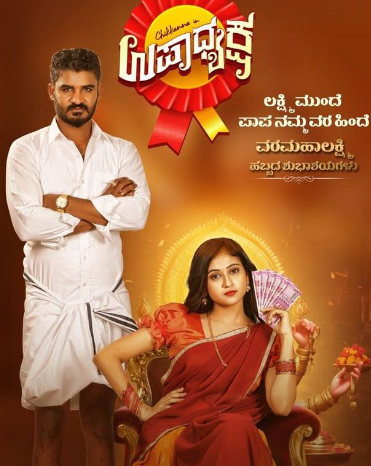 Chikkanna in
ಉಪಾಧ್ಯಕ್ಷ
ಲಕ್ಷ್ಮಿ ಮುಂದೆ
ಪಾಪ ನಮ್ಮವರ ಹಿಂದೆ
ವರಮಹಾಲಕ್ಷ್ಮಿ
ಹಬ್ಬದ ಶುಭಾಶಯಗಳು